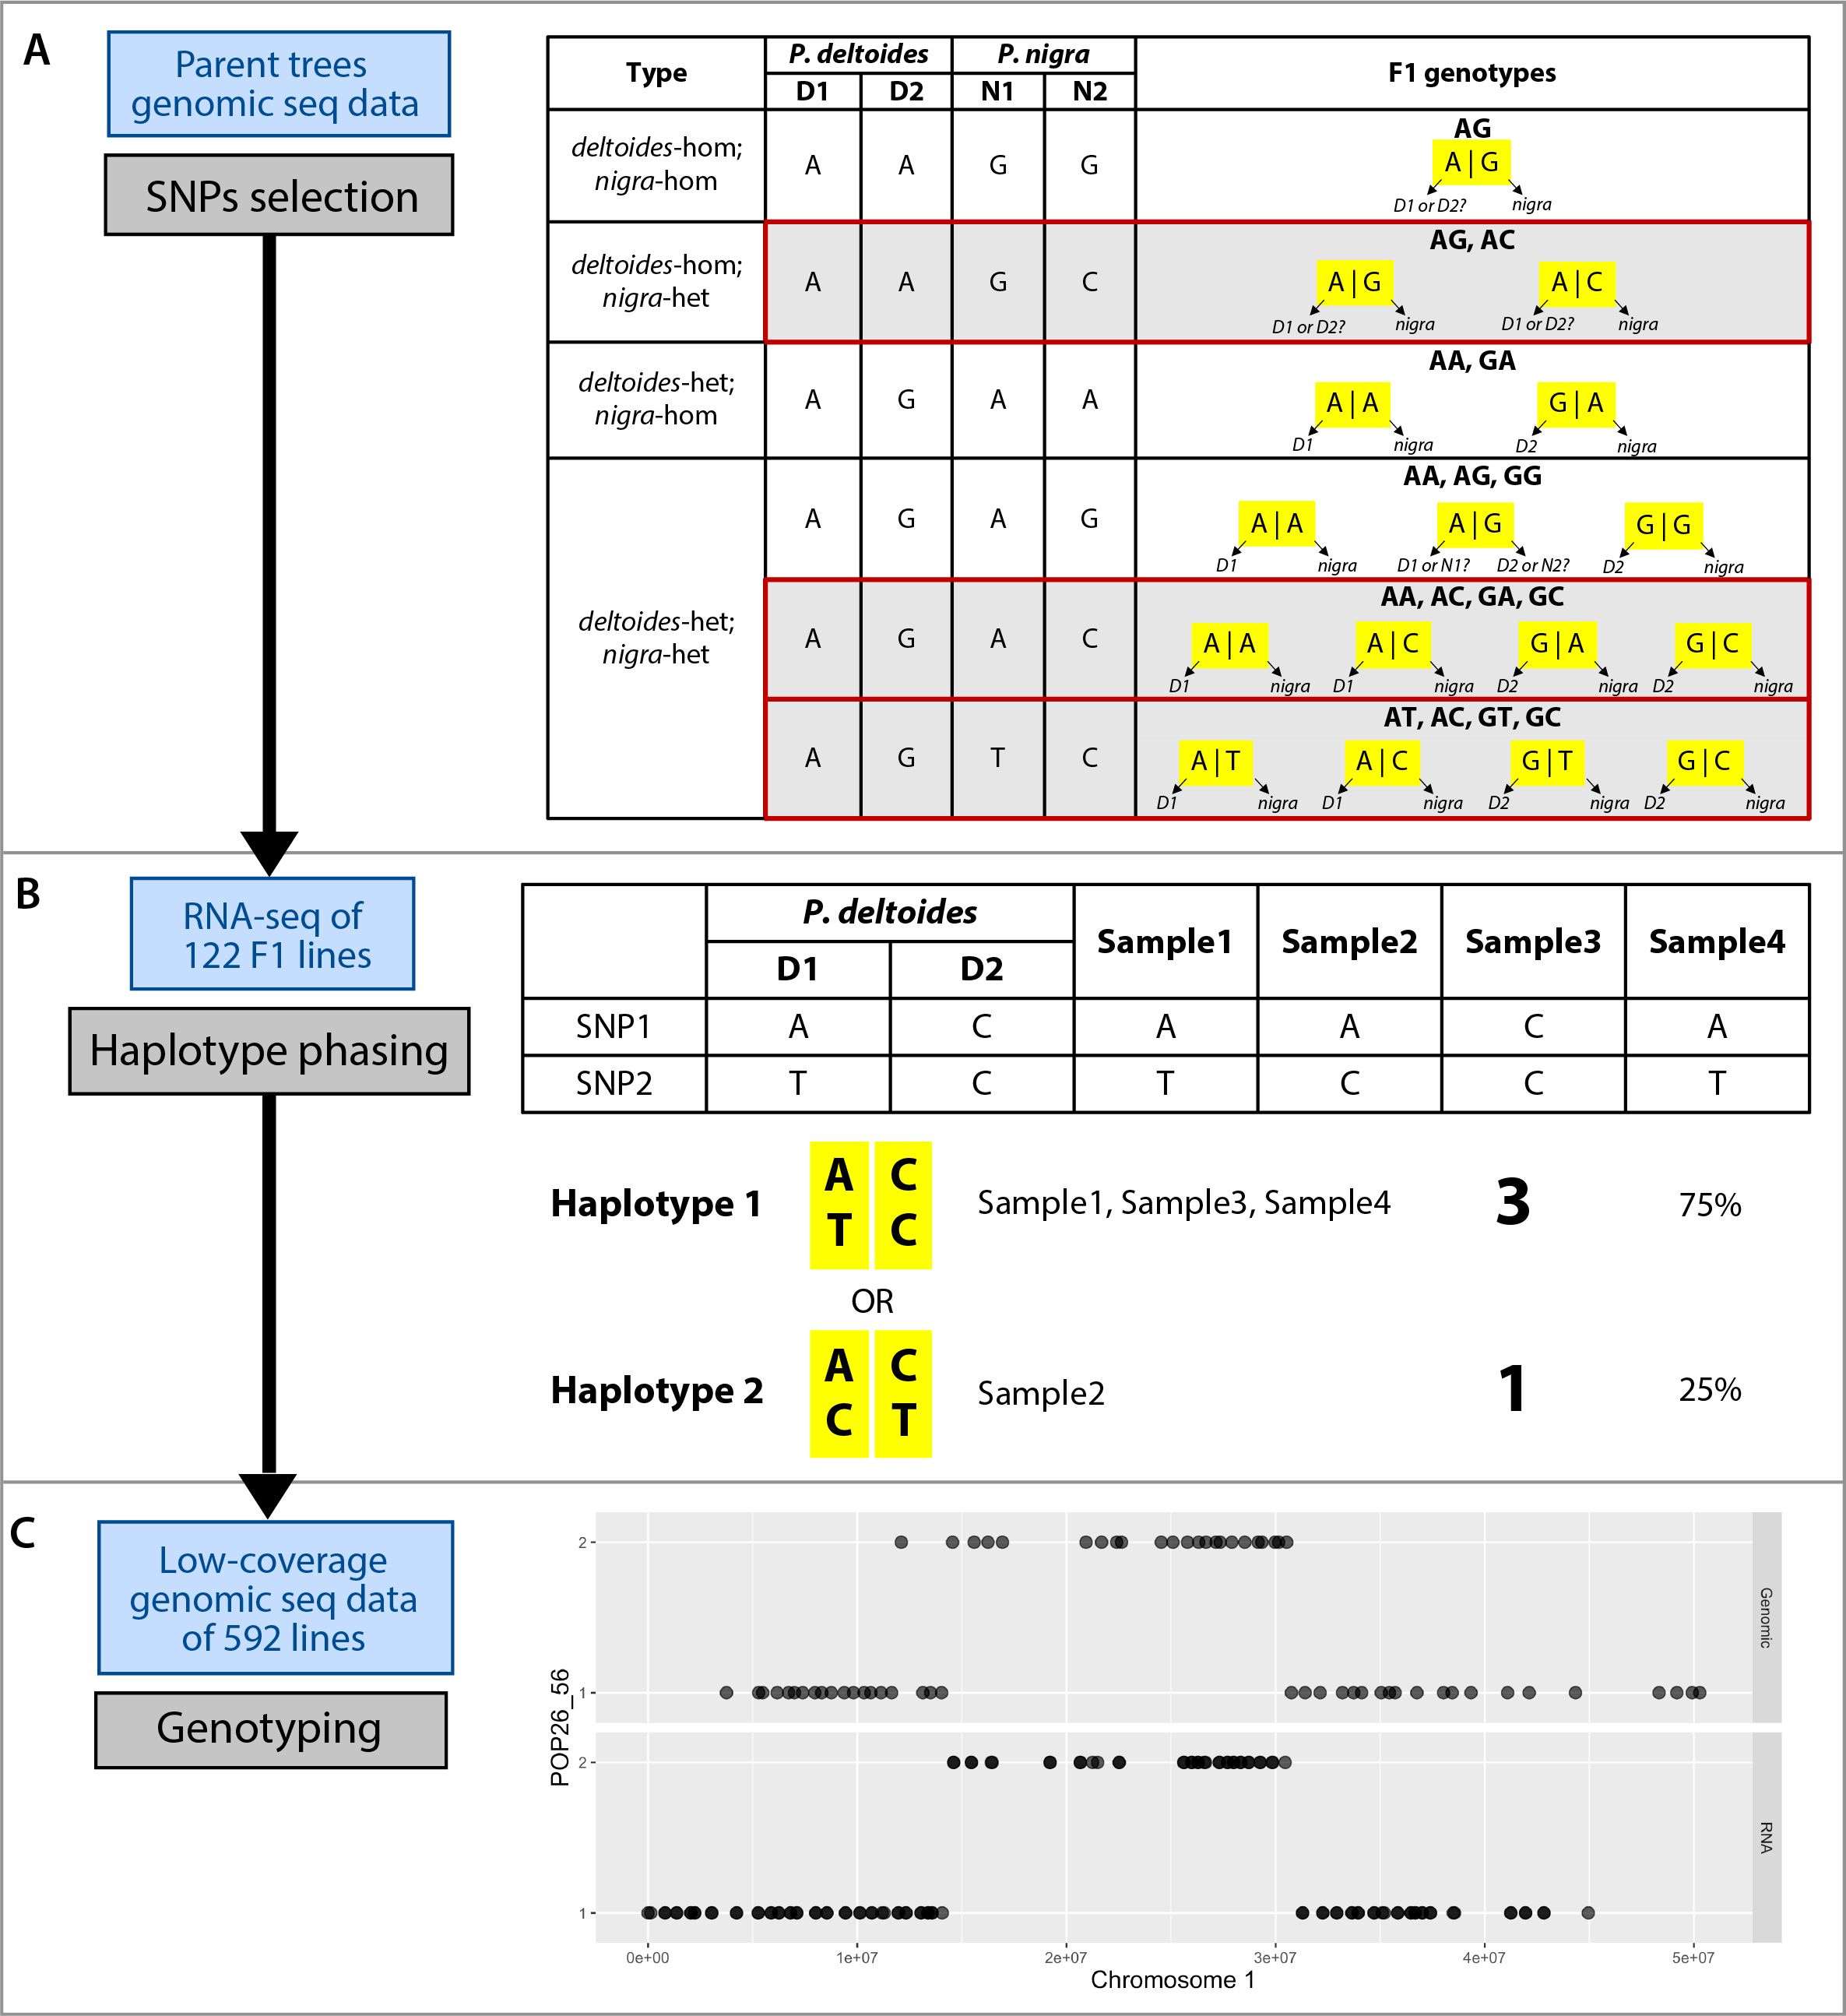 A
Parent trees
genomic seq data
SNPs selection
Type
P. deltoides
P. nigra
F1 genotypes
D1 D2 N1 N2
deltoides-hom;
nigra-hom
A A G G
AG
A|G
D1 or D2? nigra
deltoides-hom;
nigra-het
A A G C
AG, AC
A|G A|C
D1 or D2? nigra D1 or D2? nigra
deltoides-het;
nigra-hom
A G A A
AA, GA
A|A G|A
D1 nigra D2 nigra
deltoides-het;
nigra-het
A G A G
AA, AG, GG
A|A A|G G|G
D1 nigra D1 or N1? D2 or N2? D2 nigra
A G A C
AA, AC, GA, GC
A|A A|C G|A G|C
D1 nigra D1 nigra D2 nigra D2 nigra
A G T C
AT, AC, GT, GC
A|T A|C G|T G|C
D1 nigra D1 nigra D2 nigra D2 nigra
B
RNA-seq of
122 F1 lines
Haplotype phasing
P. deltoides
Sample1 Sample2 Sample3 Sample4
D1 D2
SNP1 A C A A C A
SNP2 T C T C C T
Haplotype 1
A C
T C
Sample1, Sample3, Sample4 3 75%
OR
Haplotype 2
A C
C T
Sample2 1 25%
C
Low-coverage
genomic seq data
of 592 lines
Genotyping
POP26_56
2
1
Genomic
2
1
RNA
0e+00 1e+07 2e+07 3e+07 4e+07 5e+07
Chromosome 1